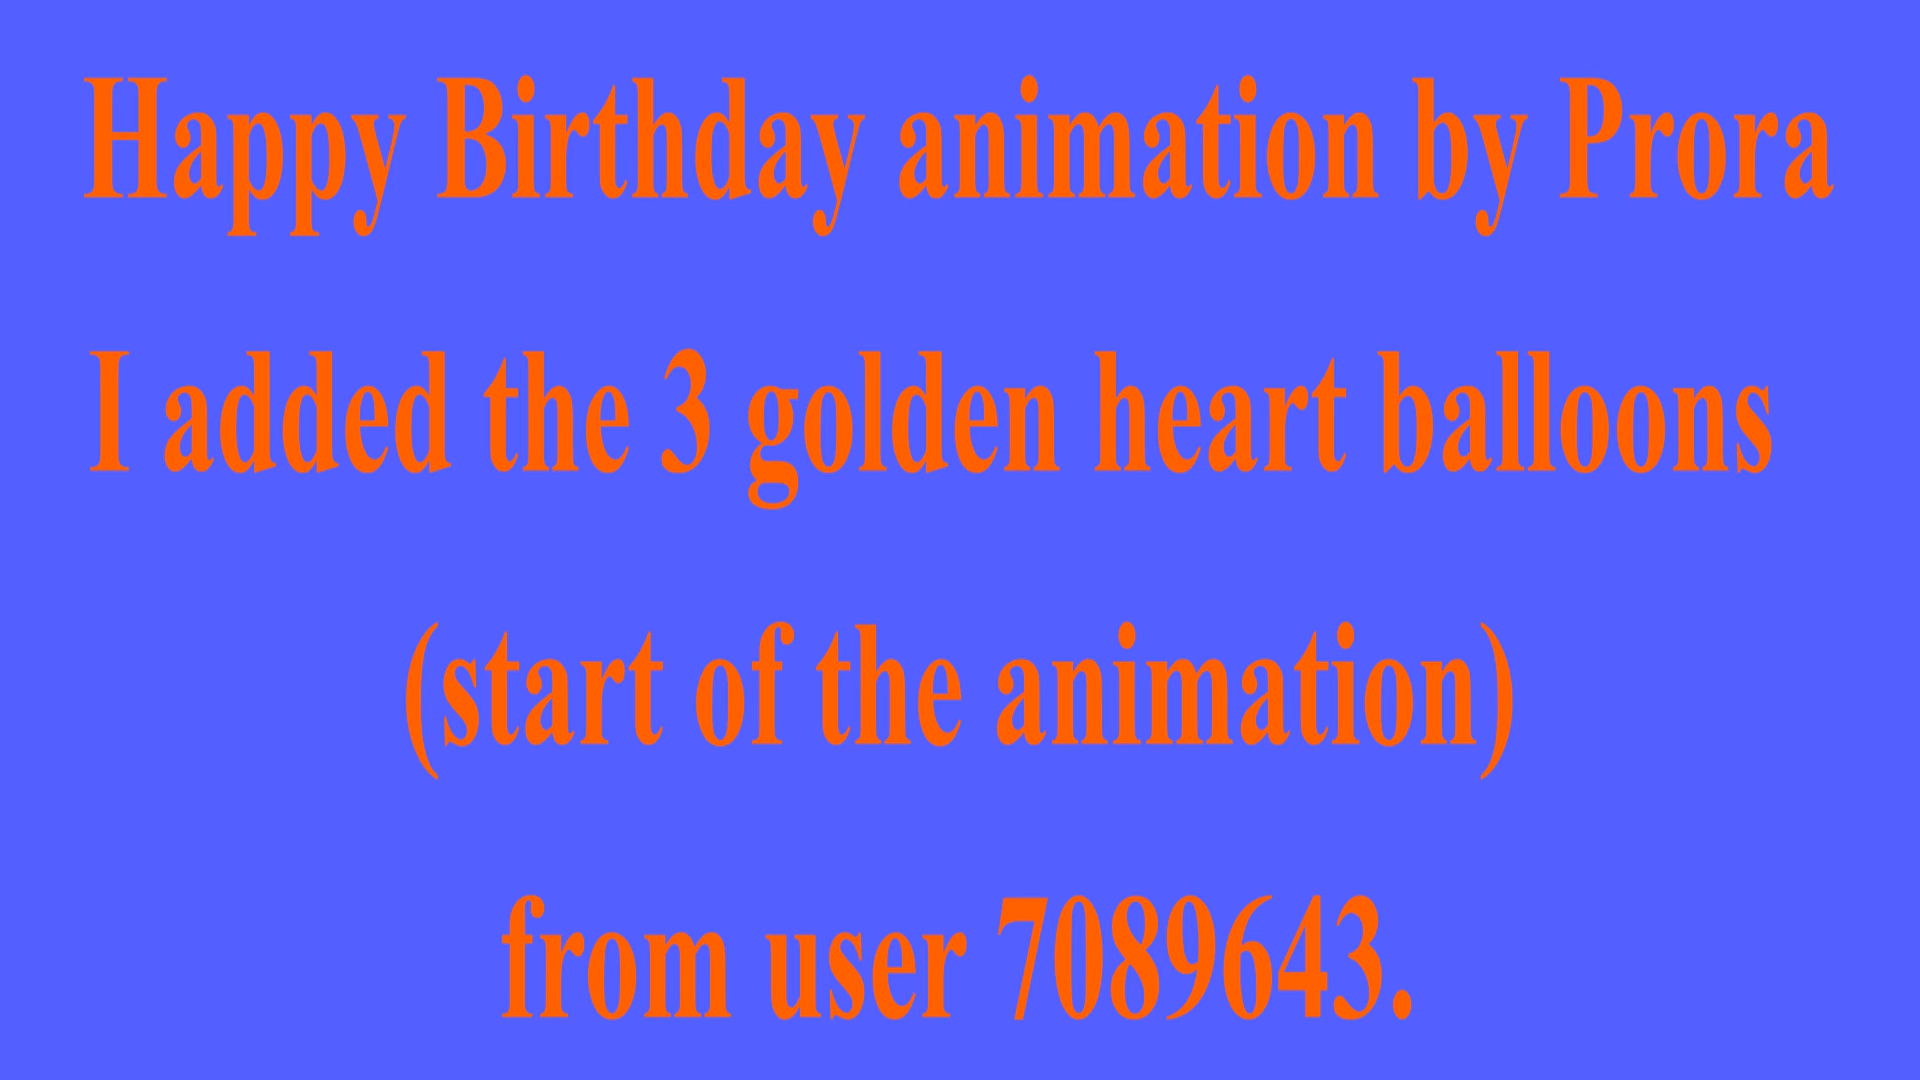 Happy Birthday animation by Prora
I added the 3 golden heart balloons
(start of the animation)
from user 7089643.